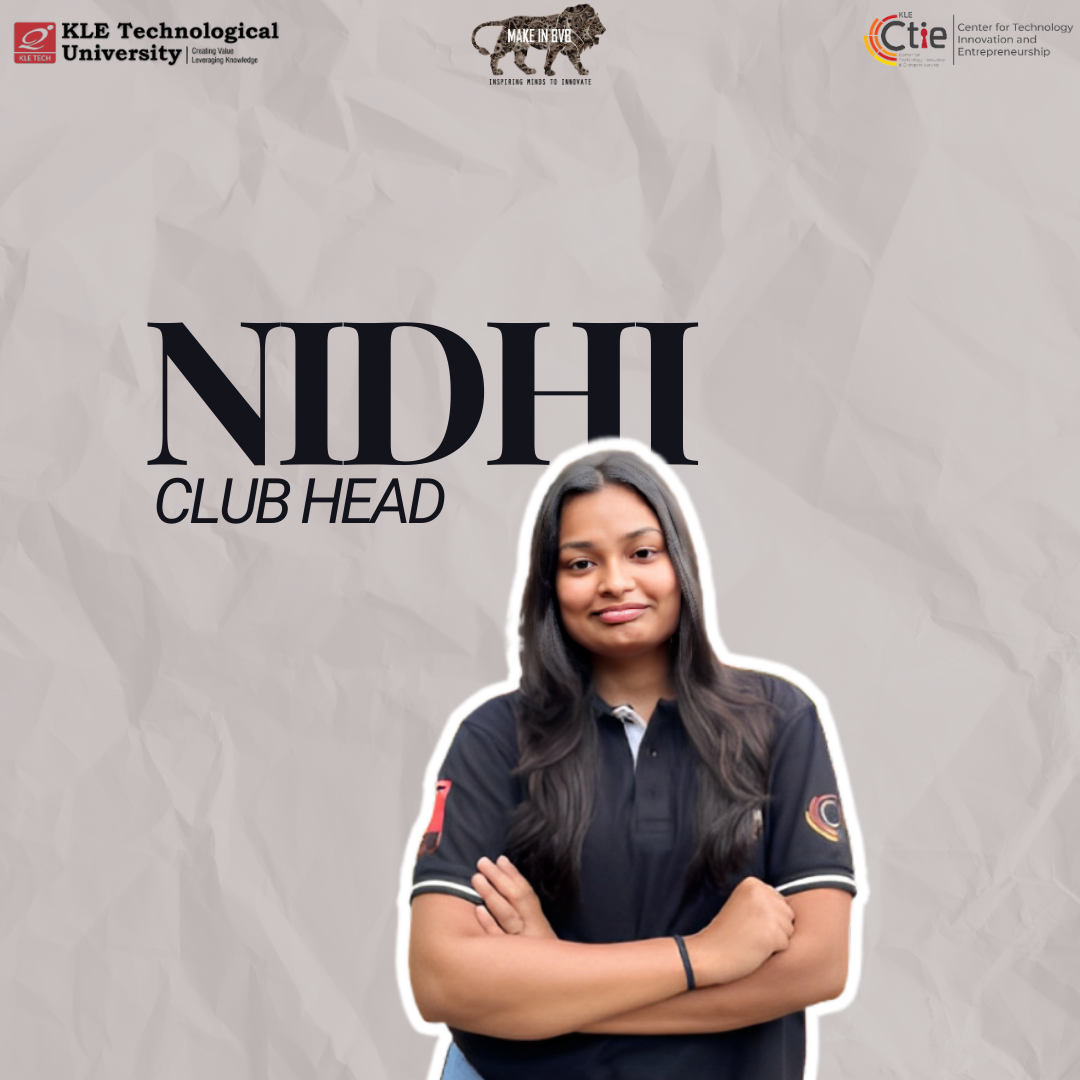 KLE Technological
University
Creating Value
Leveraging Knowledge
KLE TECH
MAKE IN BVB
INSPIRING MINDS TO INNOVATE
KLE
Ctie
Center for Technology
Innovation and
Entrepreneurship
NIDHI
CLUB HEAD